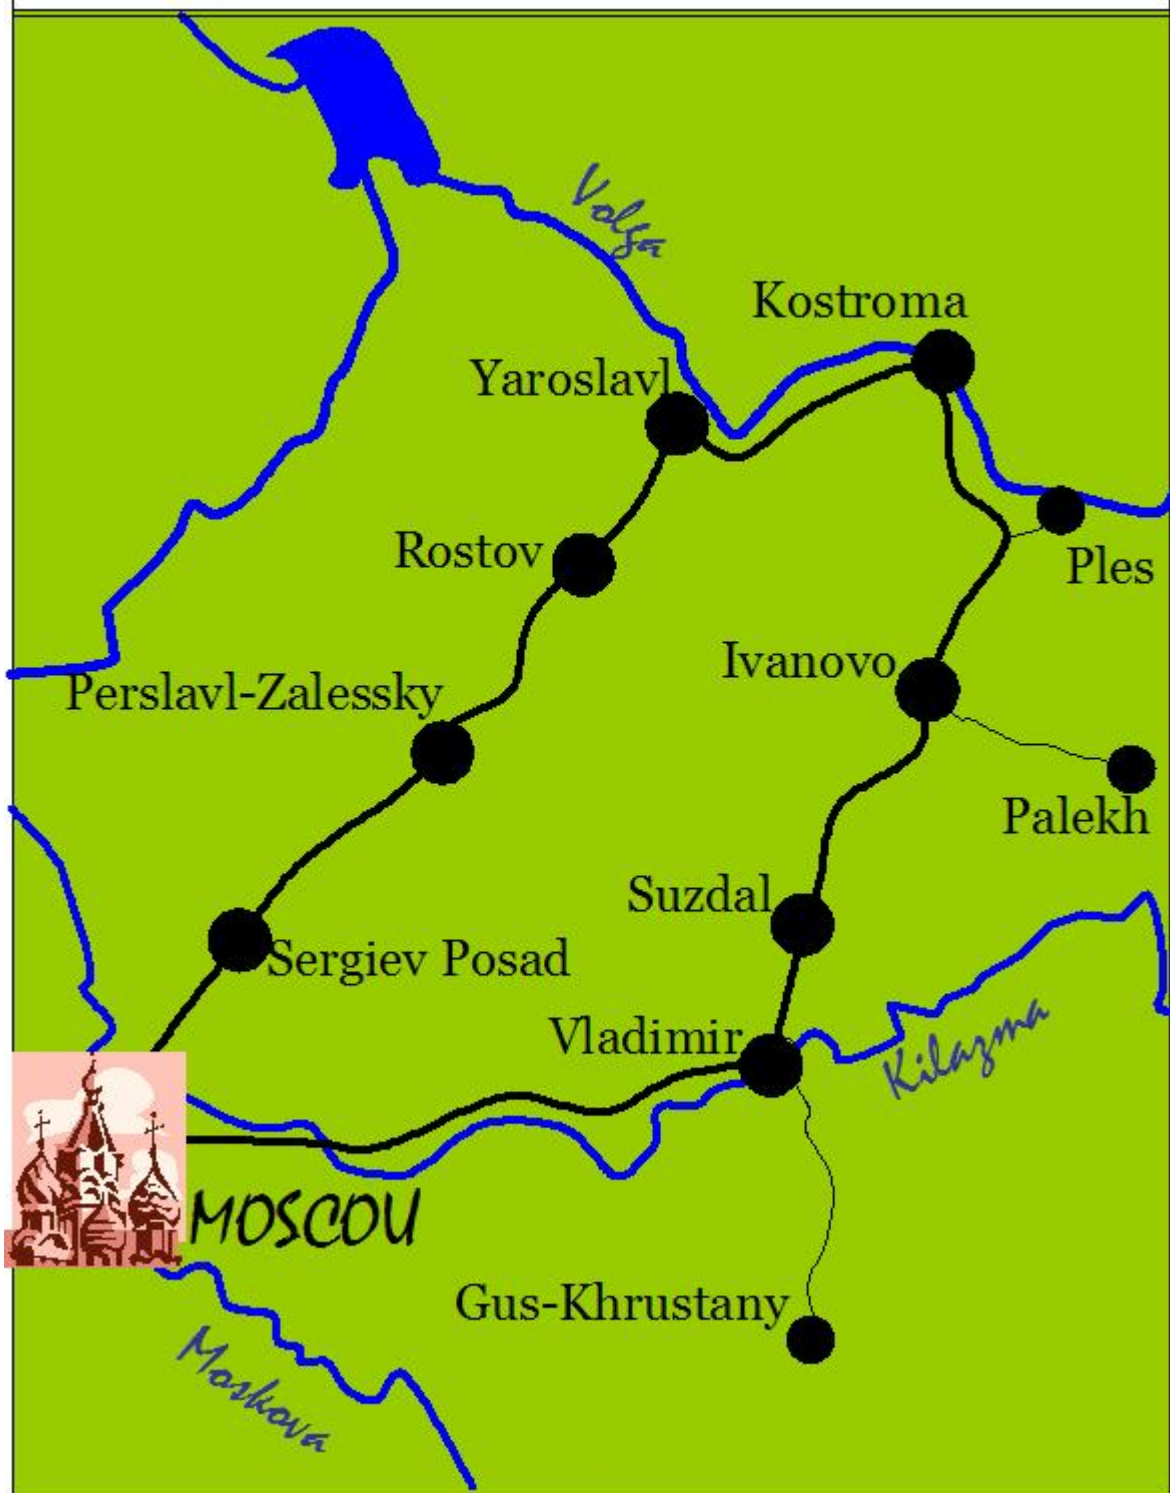 Volga
Kostroma
Yaroslavl
Rostov
Ples
Ivanovo
Perslavl-Zalessky
Palekh
Suzdal
Sergiev Posad
Vladimir
Kilazma
MOSCOU
Gus-Khrustany
Moskova